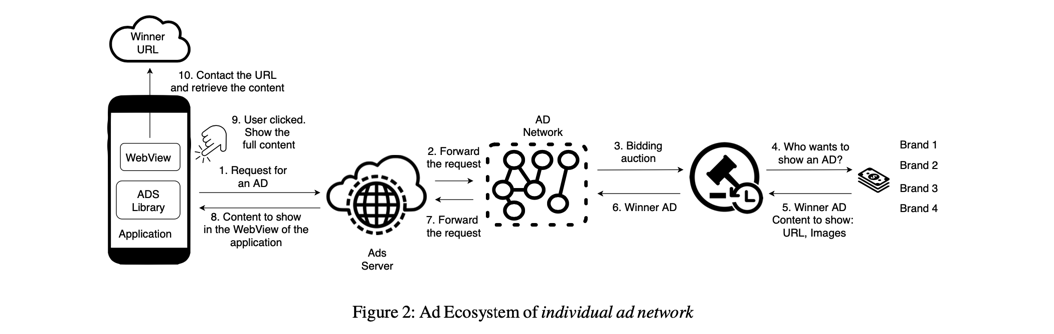 Winner
URL
10. Contact the URL
and retrieve the content
9. User clicked.
Show the
full content
WebView
ADS
Library
Application
1. Request for
an AD
8. Content to show
in the WebView of the
application
Ads
Server
2. Forward
the request
7. Forward
the request
AD
Network
3. Bidding
auction
6. Winner AD
4. Who wants to
show an AD?
5. Winner AD
Content to show:
URL, Images
Brand 1
Brand 2
Brand 3
Brand 4
Figure 2: Ad Ecosystem of individual ad network